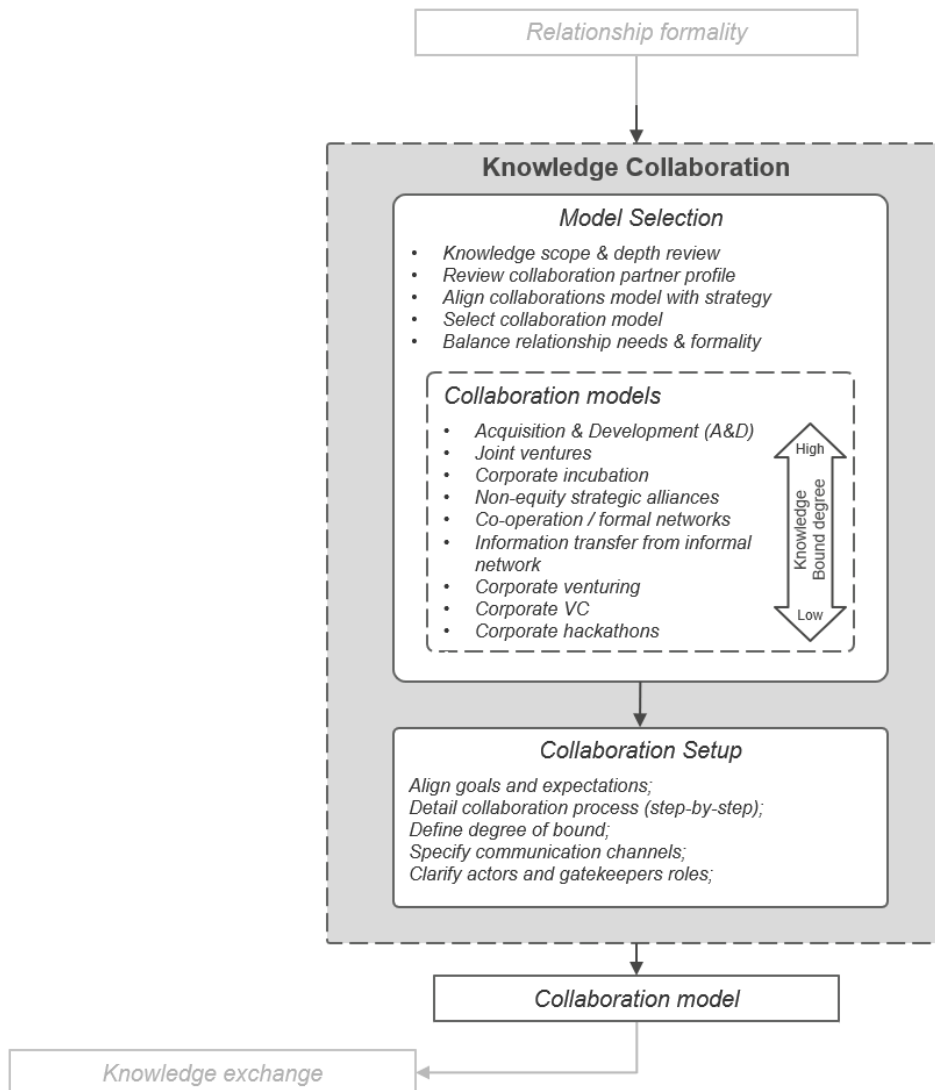 Relationship formality
Knowledge Collaboration
Model Selection
• Knowledge scope & depth review
• Review collaboration partner profile
• Align collaborations model with strategy
• Select collaboration model
• Balance relationship needs & formality
Collaboration models
• Acquisition & Development (A&D)
• Joint ventures
• Corporate incubation
• Non-equity strategic alliances
• Co-operation / formal networks
• Information transfer from informal
network
• Corporate venturing
• Corporate VC
• Corporate hackathons
High
Knowledge
Bound degree
Low
Collaboration Setup
Align goals and expectations;
Detail collaboration process (step-by-step);
Define degree of bound;
Specify communication channels;
Clarify actors and gatekeepers roles;
Collaboration model
Knowledge exchange